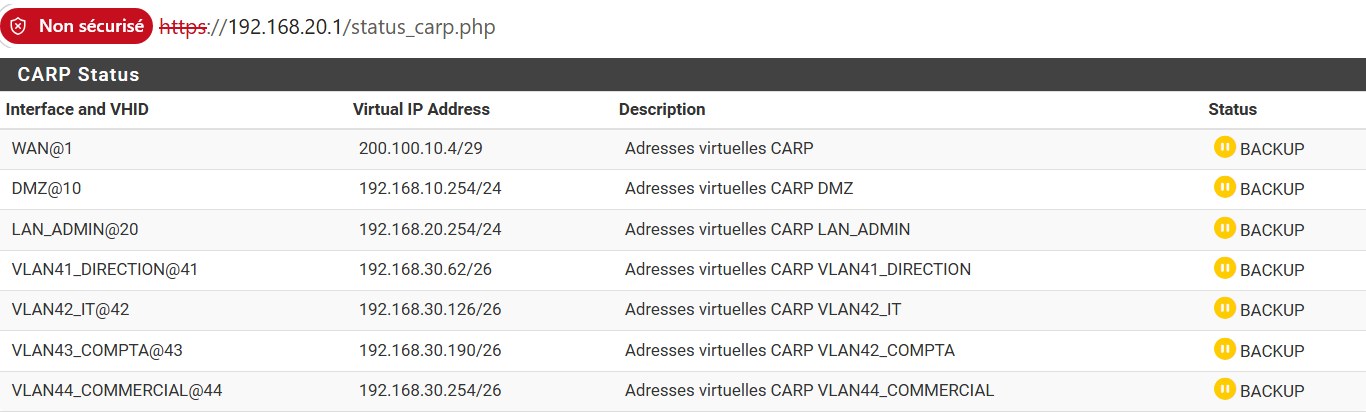 Non sécurisé https://192.168.20.1/status_carp.php
CARP Status
Interface and VHID Virtual IP Address Description Status
WAN@1 200.100.10.4/29 Adresses virtuelles CARP BACKUP
DMZ@10 192.168.10.254/24 Adresses virtuelles CARP DMZ BACKUP
LAN_ADMIN@20 192.168.20.254/24 Adresses virtuelles CARP LAN_ADMIN BACKUP
VLAN41_DIRECTION@41 192.168.30.62/26 Adresses virtuelles CARP VLAN41_DIRECTION BACKUP
VLAN42_IT@42 192.168.30.126/26 Adresses virtuelles CARP VLAN42_IT BACKUP
VLAN43_COMPTA@43 192.168.30.190/26 Adresses virtuelles CARP VLAN42_COMPTA BACKUP
VLAN44_COMMERCIAL@44 192.168.30.254/26 Adresses virtuelles CARP VLAN44_COMMERCIAL BACKUP